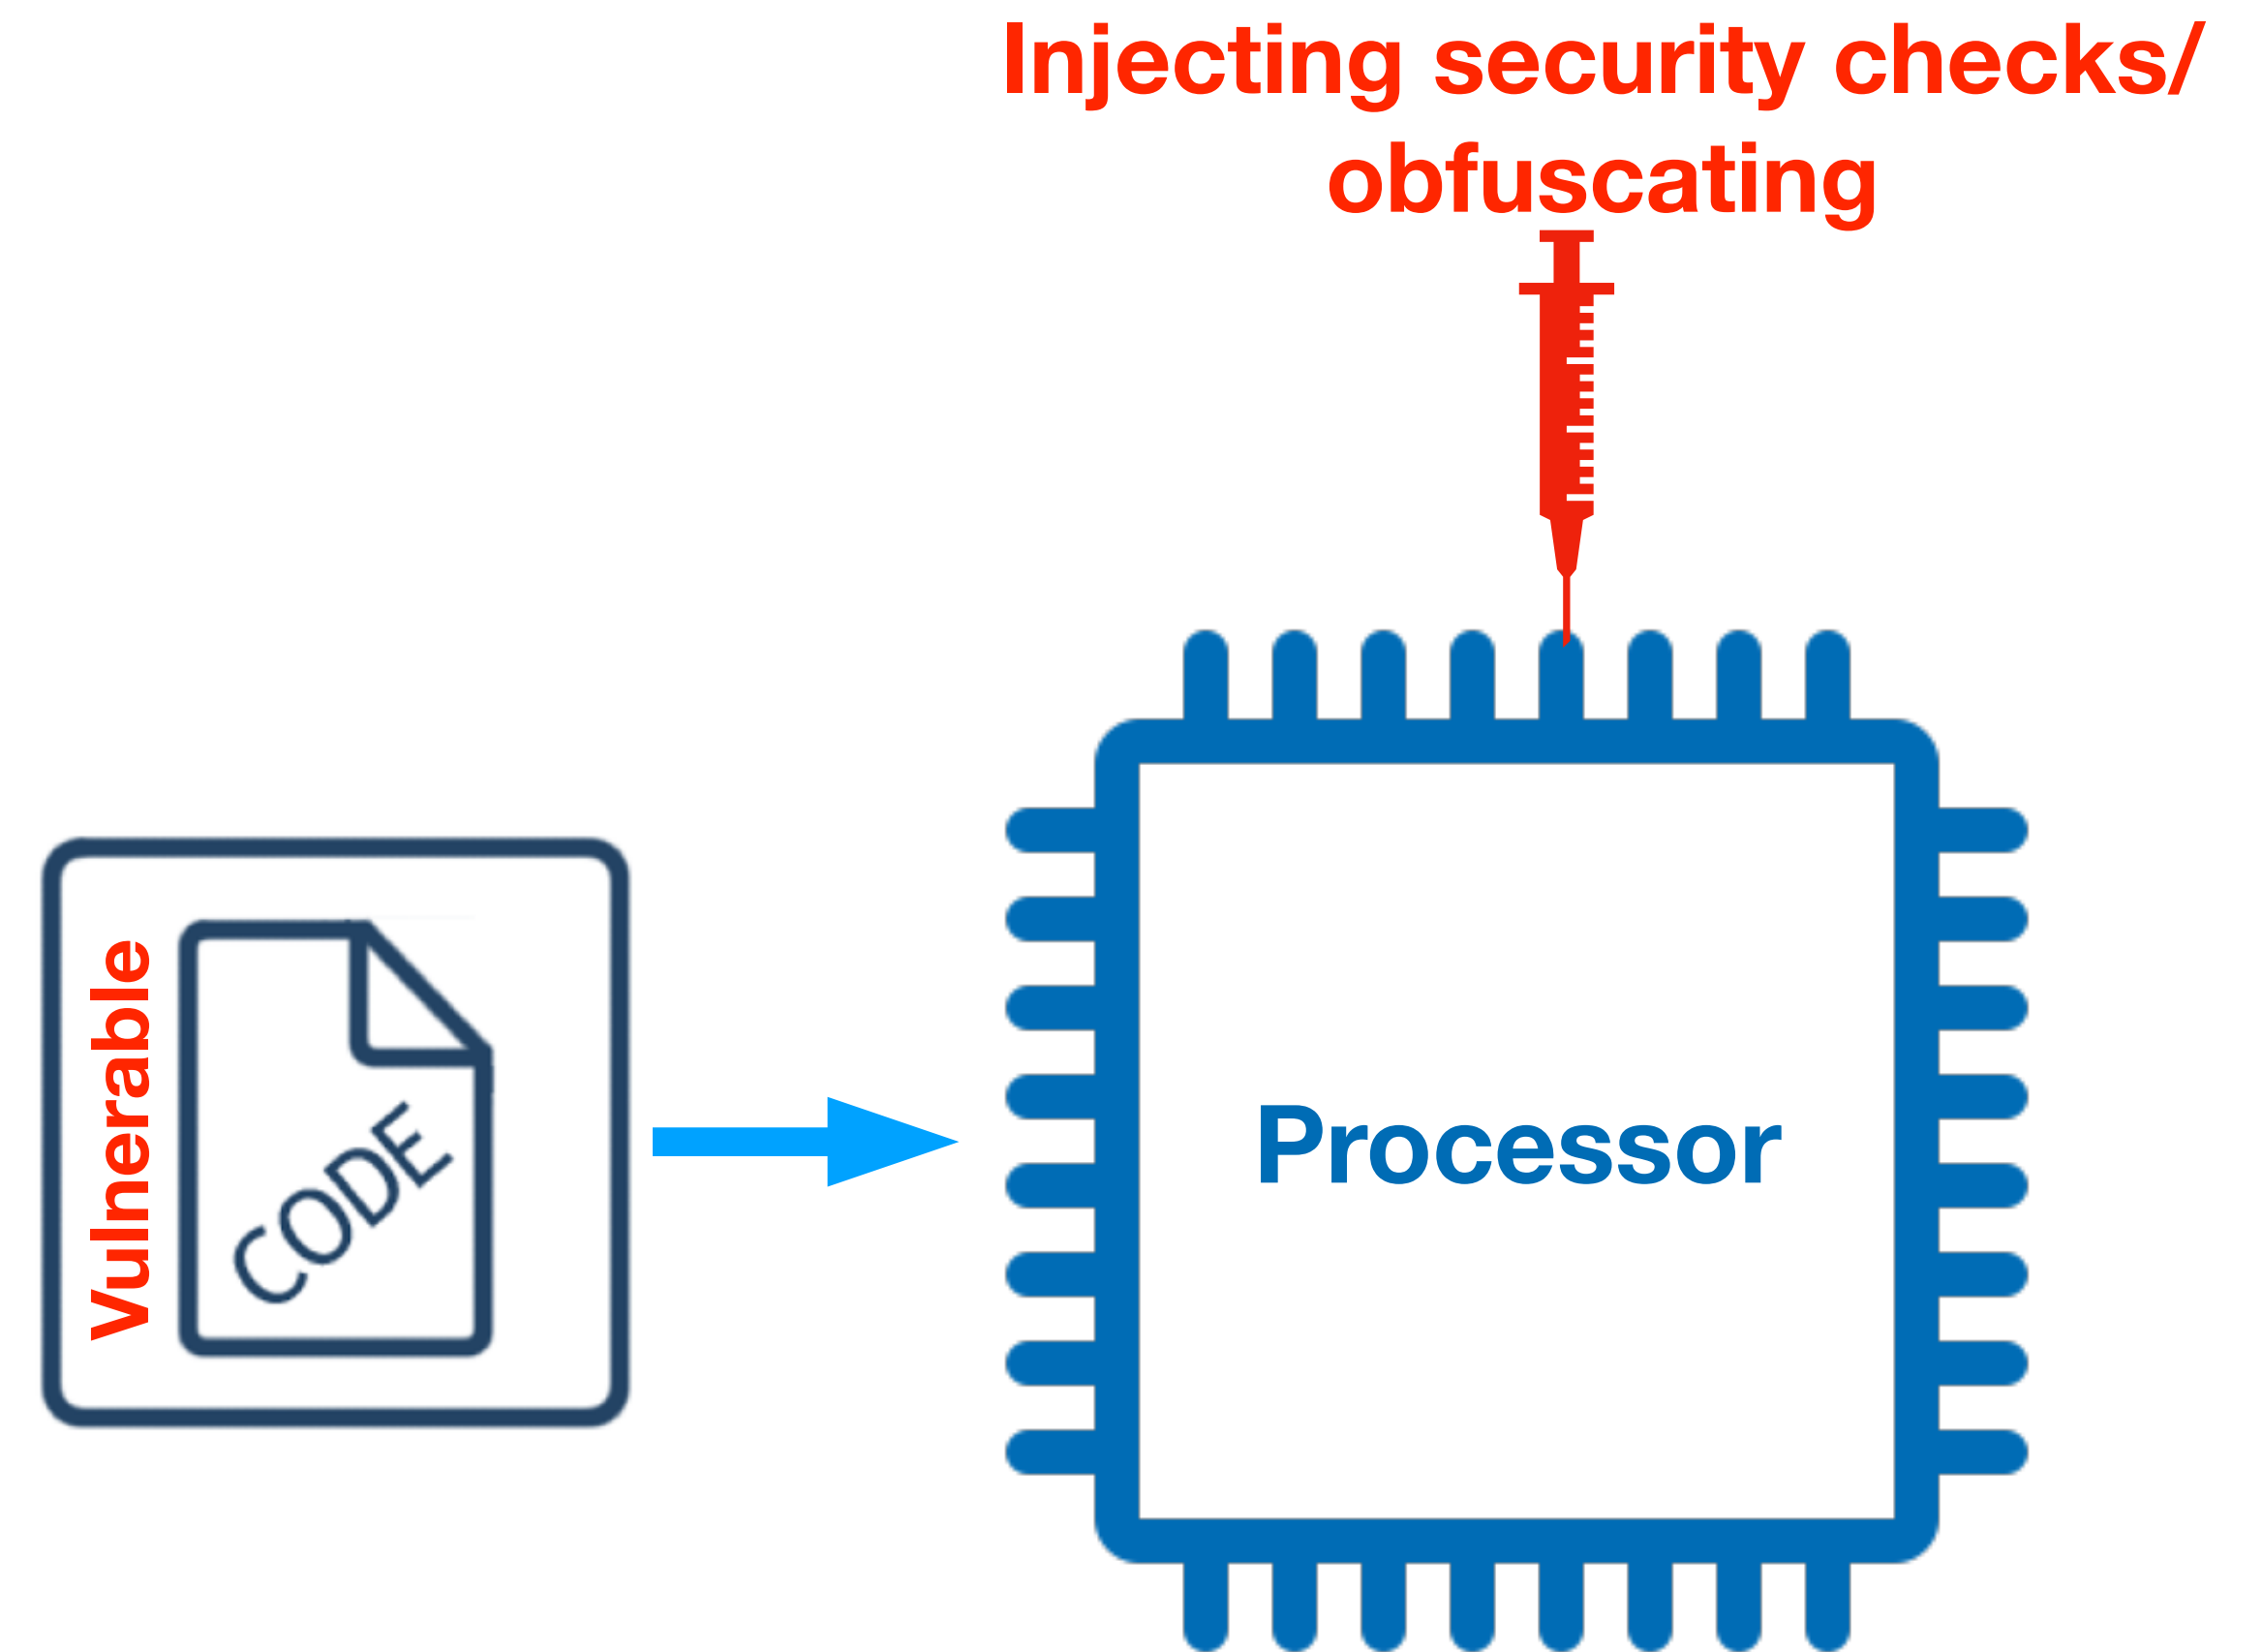 Injecting security checks/
obfuscating
Vulnerable
CODE
Processor